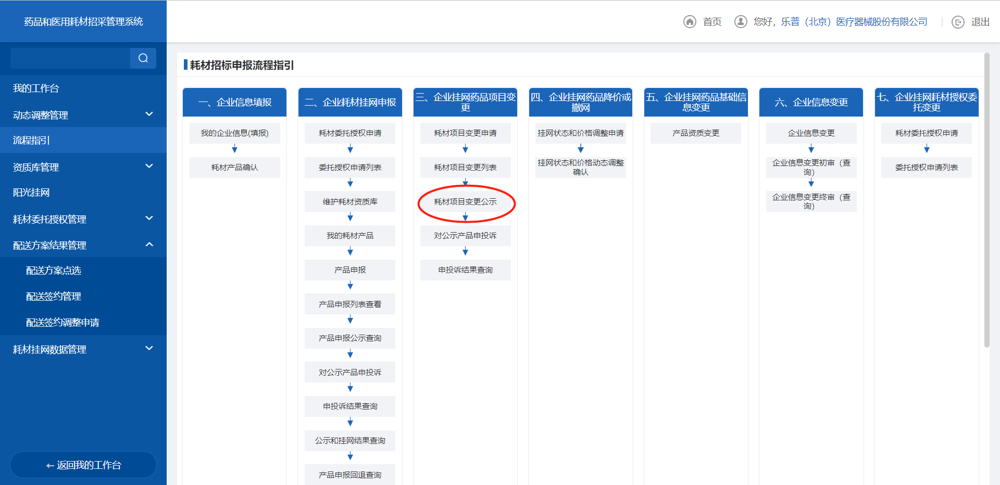 药品和医用耗材招采管理系统
首页
您好，乐普（北京）医疗器械股份有限公司
退出
我的工作台
动态调整管理
流程指引
资质库管理
阳光挂网
耗材委托授权管理
配送方案结果管理
配送方案点选
配送签约管理
配送签约调整申请
耗材挂网数据管理
返回我的工作台
耗材招标申报流程指引
一、企业信息填报
我的企业信息(填报)
耗材产品确认
二、企业耗材挂网申报
耗材委托授权申请
委托授权申请列表
维护耗材资质库
我的耗材产品
产品申报
产品申报列表查看
产品申报公示查询
对公示产品申投诉
申投诉结果查询
公示和挂网结果查询
产品申报回退查询
三、企业挂网药品项目变
更
耗材项目变更申请
耗材项目变更列表
耗材项目变更公示
对公示产品申投诉
申投诉结果查询
四、企业挂网药品降价或
撤网
挂网状态和价格调整申请
挂网状态和价格动态调整
确认
五、企业挂网药品基础信
息变更
产品资质变更
六、企业信息变更
企业信息变更
企业信息变更初审（查
询）
企业信息变更终审（查
询）
七、企业挂网耗材授权委
托变更
耗材委托授权申请
委托授权申请列表